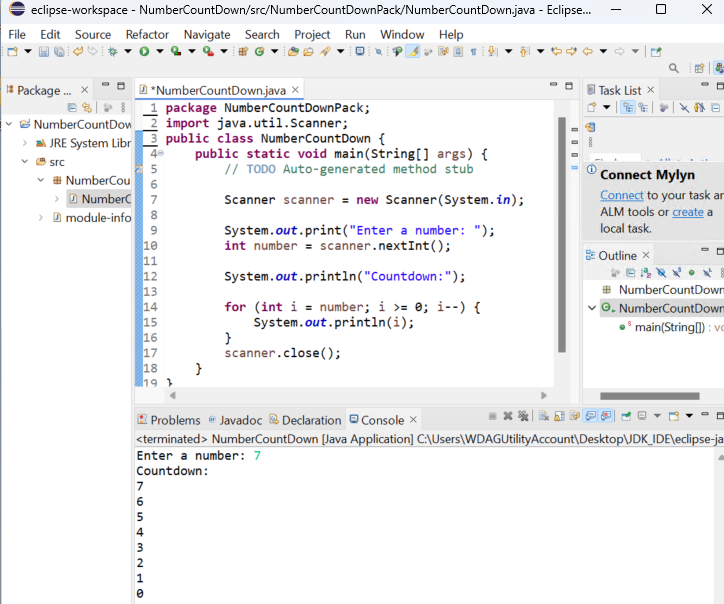 eclipse-workspace - NumberCountDown/src/NumberCountDownPack/NumberCountDown.java - Eclipse...
File Edit Source Refactor Navigate Search Project Run Window Help
Package ...
NumberCountDow
JRE System Libr
src
NumberCou
NumberC
module-info
*NumberCountDown.java
1 package NumberCountDownPack;
2 import java.util.Scanner;
3 public class NumberCountDown {
4 public static void main(String[] args) {
5 // TODO Auto-generated method stub
6
7 Scanner scanner = new Scanner(System.in);
8
9 System.out.print("Enter a number: ");
10 int number = scanner.nextInt();
11
12 System.out.println("Countdown:");
13
14 for (int i = number; i >= 0; i--) {
15 System.out.println(i);
16 }
17 scanner.close();
18 }
19 }
Task List
Connect Mylyn
Connect to your task an
ALM tools or create a
local task.
Outline
NumberCountDown
NumberCountDown
main(String[]) : vo
Problems Javadoc Declaration Console
<terminated> NumberCountDown [Java Application] C:\Users\WDAGUtilityAccount\Desktop\JDK_IDE\eclipse-ja
Enter a number: 7
Countdown:
7
6
5
4
3
2
1
0